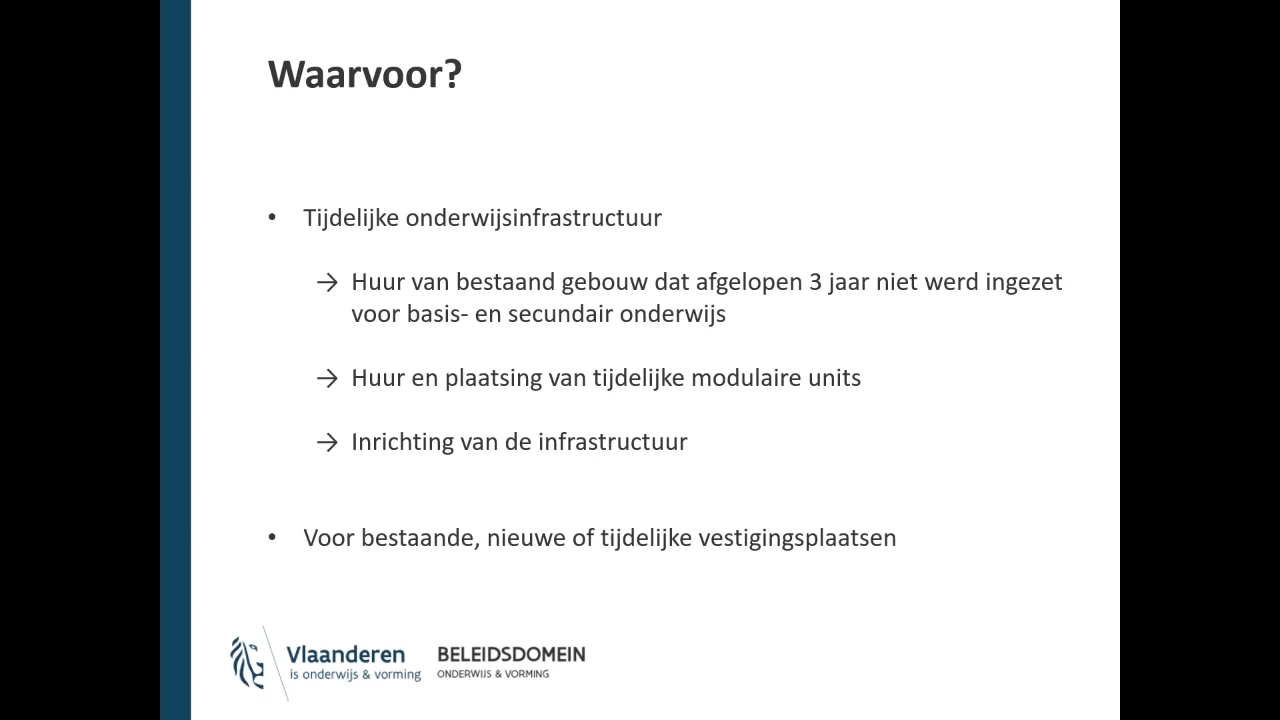 Waarvoor?
• Tijdelijke onderwijsinfrastructuur
→ Huur van bestaand gebouw dat afgelopen 3 jaar niet werd ingezet
voor basis- en secundair onderwijs
→ Huur en plaatsing van tijdelijke modulaire units
→ Inrichting van de infrastructuur
• Voor bestaande, nieuwe of tijdelijke vestigingsplaatsen
Vlaanderen
is onderwijs & vorming
BELEIDSDOMEIN
ONDERWIJS & VORMING